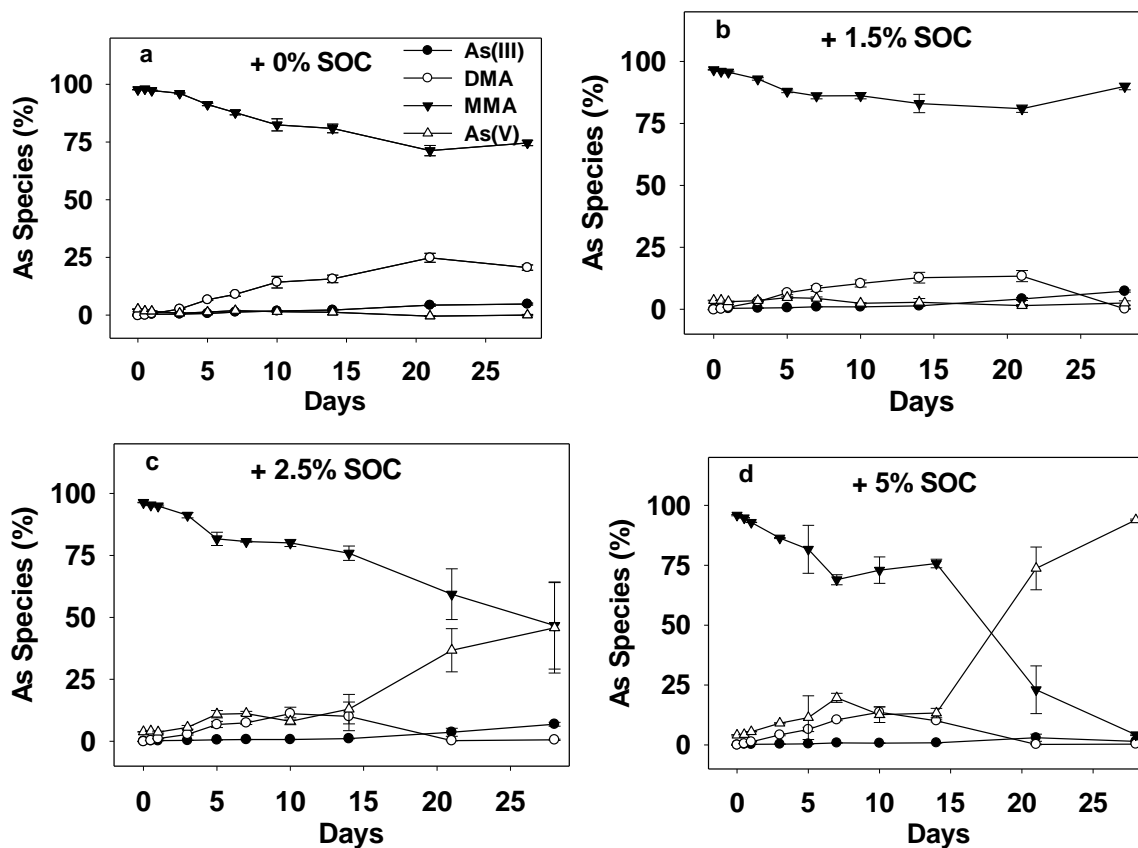 a
+ 0% SOC
As(III)
DMA
MMA
As(V)
100
75
50
25
0
As Species (%)
0 5 10 15 20 25
Days
b
+ 1.5% SOC
100
75
50
25
0
As Species (%)
0 5 10 15 20 25
Days
c
+ 2.5% SOC
100
75
50
25
0
As Species (%)
0 5 10 15 20 25
Days
d
+ 5% SOC
100
75
50
25
0
As Species (%)
0 5 10 15 20 25
Days